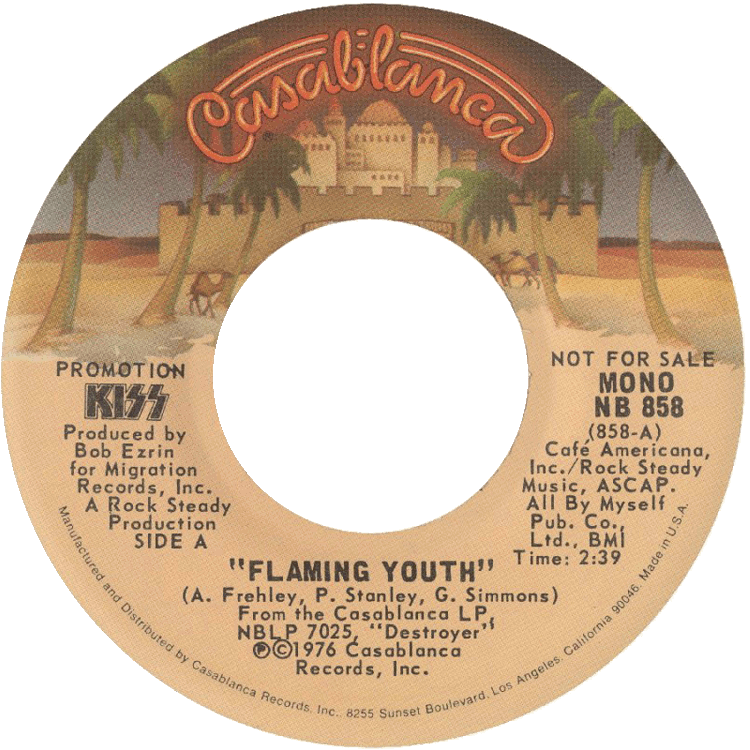 Casablanca
®
PROMOTION
KISS
Produced by
Bob Ezrin
for Migration
Records, Inc.
A Rock Steady
Production
SIDE A
NOT FOR SALE
MONO
NB 858
(858-A)
Café Americana,
Inc./Rock Steady
Music, ASCAP.
All By Myself
Pub. Co.,
Ltd., BMI
Time: 2:39
"FLAMING YOUTH"
(A. Frehley, P. Stanley, G. Simmons)
From the Casablanca LP,
NBLP 7025, "Destroyer",
℗©1976 Casablanca
Records, Inc.
Manufactured and Distributed by Casablanca Records, Inc., 8255 Sunset Boulevard, Los Angeles, California 90046. Made in U.S.A.